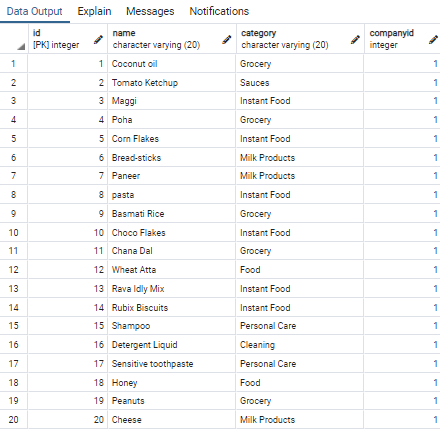 Data Output Explain Messages Notifications
id name category companyid
[PK] integer character varying (20) character varying (20) integer
1 1 Coconut oil Grocery 1
2 2 Tomato Ketchup Sauces 1
3 3 Maggi Instant Food 1
4 4 Poha Grocery 1
5 5 Corn Flakes Instant Food 1
6 6 Bread-sticks Milk Products 1
7 7 Paneer Milk Products 1
8 8 pasta Instant Food 1
9 9 Basmati Rice Grocery 1
10 10 Choco Flakes Instant Food 1
11 11 Chana Dal Grocery 1
12 12 Wheat Atta Food 1
13 13 Rava Idly Mix Instant Food 1
14 14 Rubix Biscuits Instant Food 1
15 15 Shampoo Personal Care 1
16 16 Detergent Liquid Cleaning 1
17 17 Sensitive toothpaste Personal Care 1
18 18 Honey Food 1
19 19 Peanuts Grocery 1
20 20 Cheese Milk Products 1